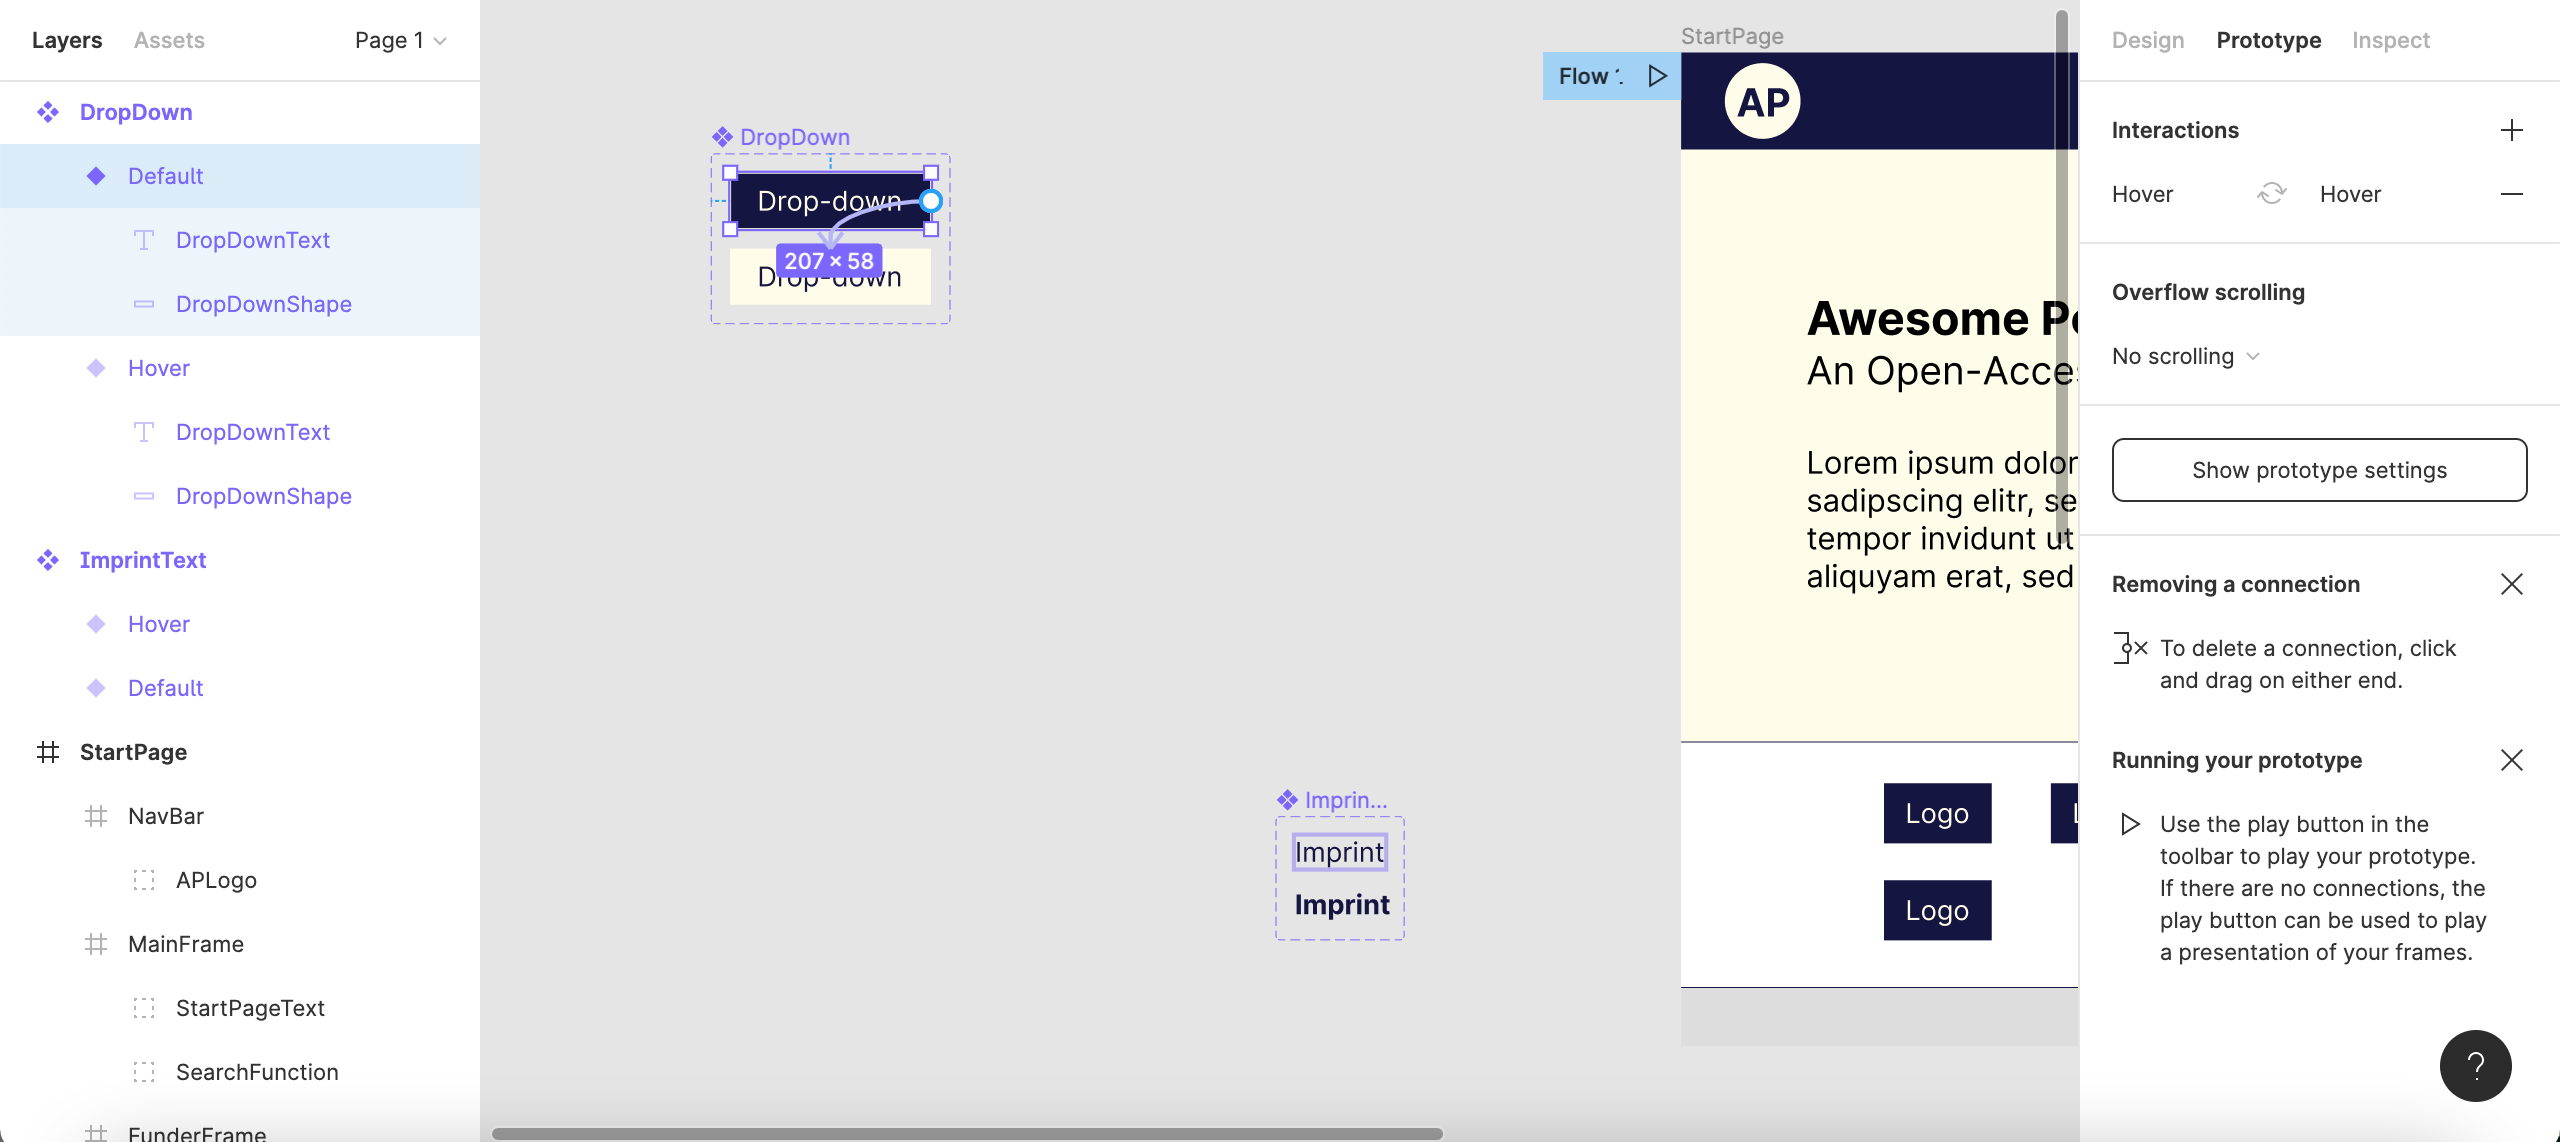 Layers
Assets
Page 1
DropDown
Default
DropDownText
DropDownShape
Hover
DropDownText
DropDownShape
ImprintText
Hover
Default
StartPage
NavBar
APLogo
MainFrame
StartPageText
SearchFunction
FunderFrame
DropDown
Drop-down
207 × 58
Drop-down
Imprin...
Imprint
Imprint
StartPage
Flow
AP
Awesome
An Open-Acces
Lorem ipsum dolor
sadipscing elitr, se
tempor invidunt ut
aliquyam erat, sed
Logo
Logo
Design
Prototype
Inspect
Interactions
Hover
Hover
Overflow scrolling
No scrolling
Show prototype settings
Removing a connection
To delete a connection, click
and drag on either end.
Running your prototype
Use the play button in the
toolbar to play your prototype.
If there are no connections, the
play button can be used to play
a presentation of your frames.
?